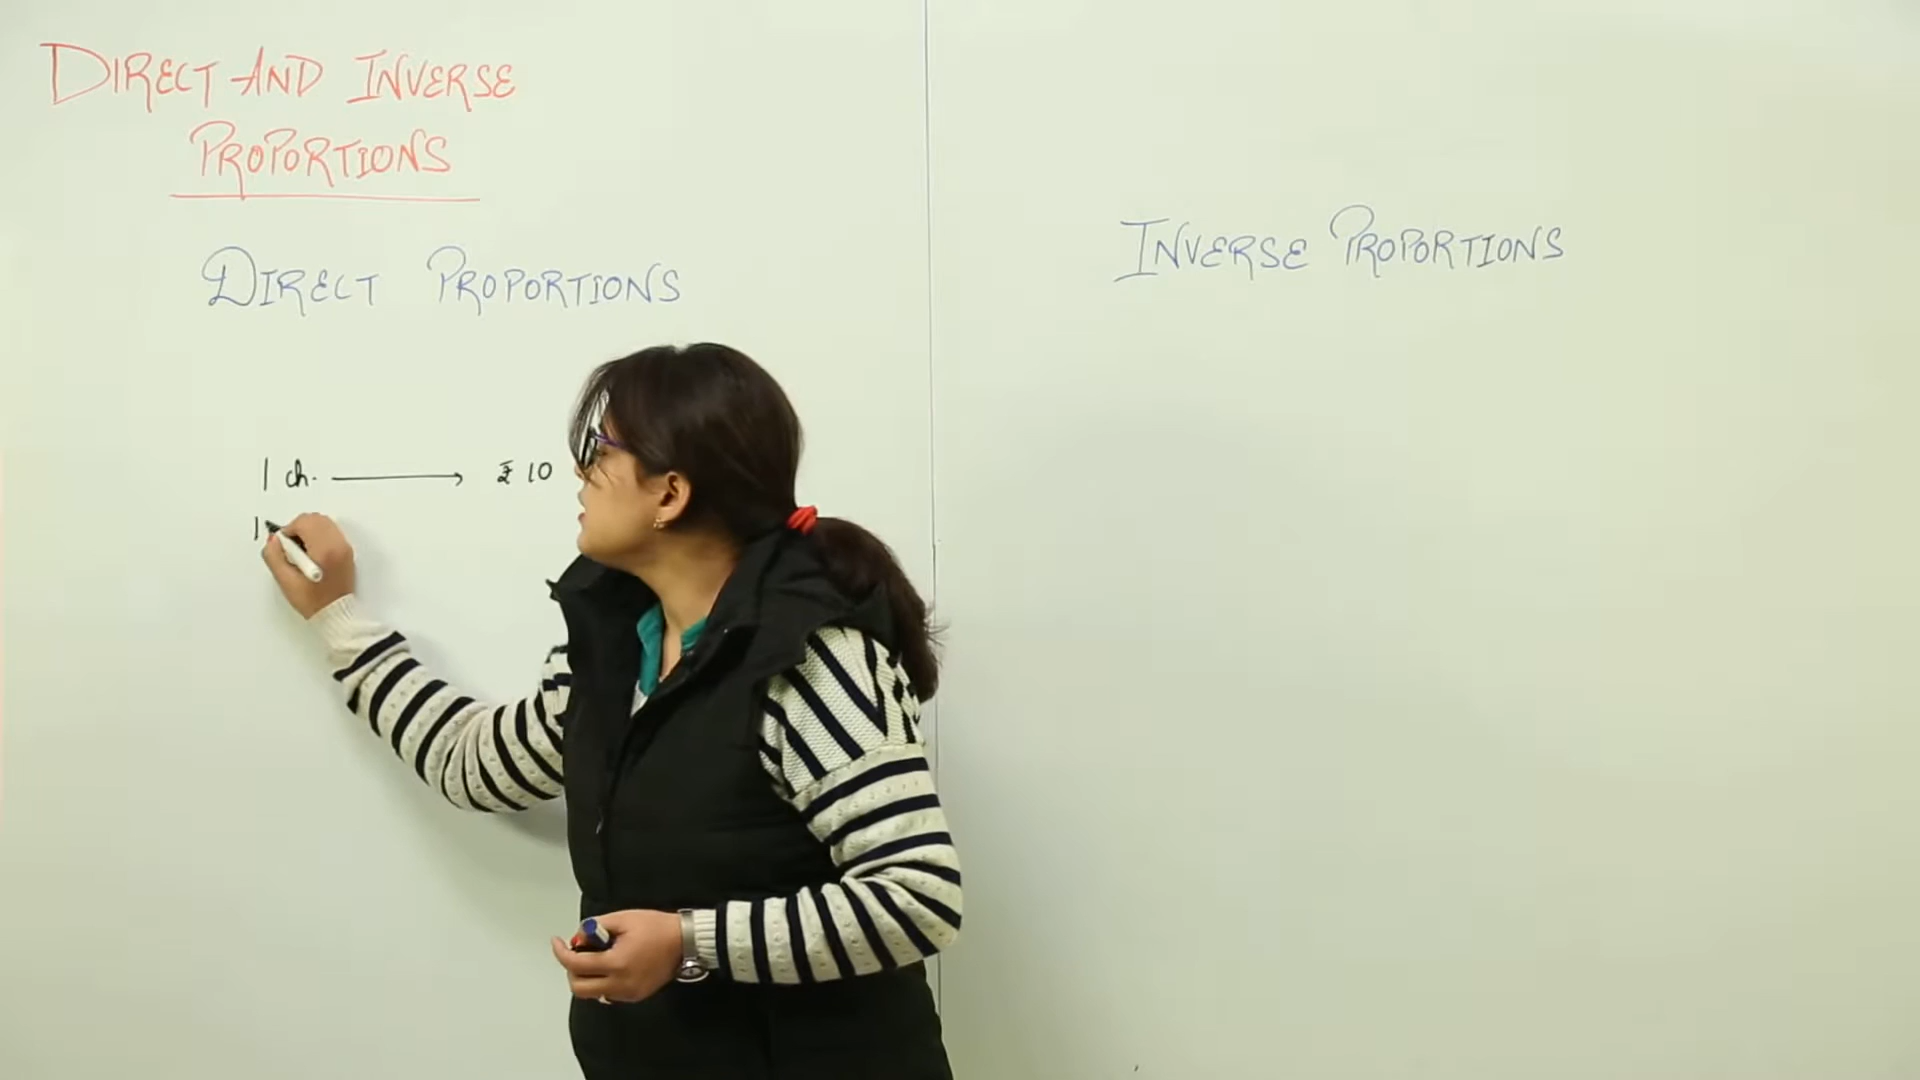 DIRECT AND INVERSE
PROPORTIONS
DIRECT PROPORTIONS
1 ch. ⟶ ₹ 10
1
INVERSE PROPORTIONS